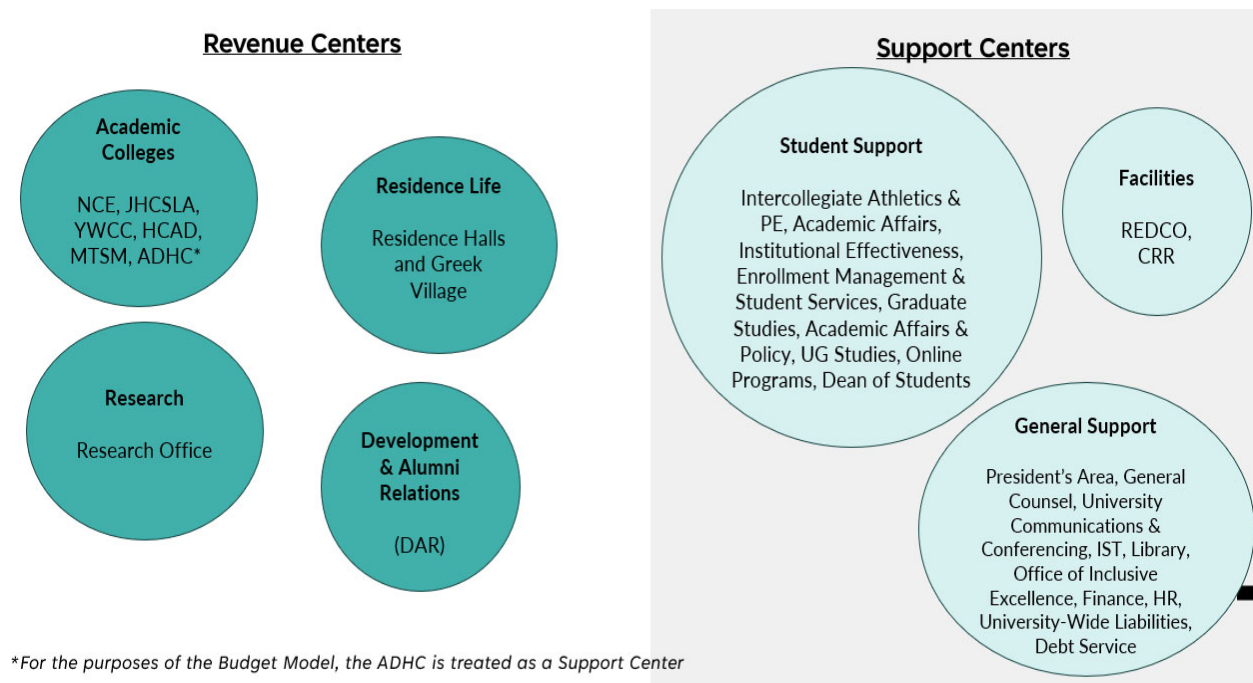 Revenue Centers
Academic
Colleges
NCE, JHCSLA,
YWCC, HCAD,
MTSM, ADHC*
Residence Life
Residence Halls
and Greek
Village
Research
Research Office
Development
& Alumni
Relations
(DAR)
*For the purposes of the Budget Model, the ADHC is treated as a Support Center
Support Centers
Student Support
Intercollegiate Athletics &
PE, Academic Affairs,
Institutional Effectiveness,
Enrollment Management &
Student Services, Graduate
Studies, Academic Affairs &
Policy, UG Studies, Online
Programs, Dean of Students
Facilities
REDCO,
CRR
General Support
President's Area, General
Counsel, University
Communications &
Conferencing, IST, Library,
Office of Inclusive
Excellence, Finance, HR,
University-Wide Liabilities,
Debt Service